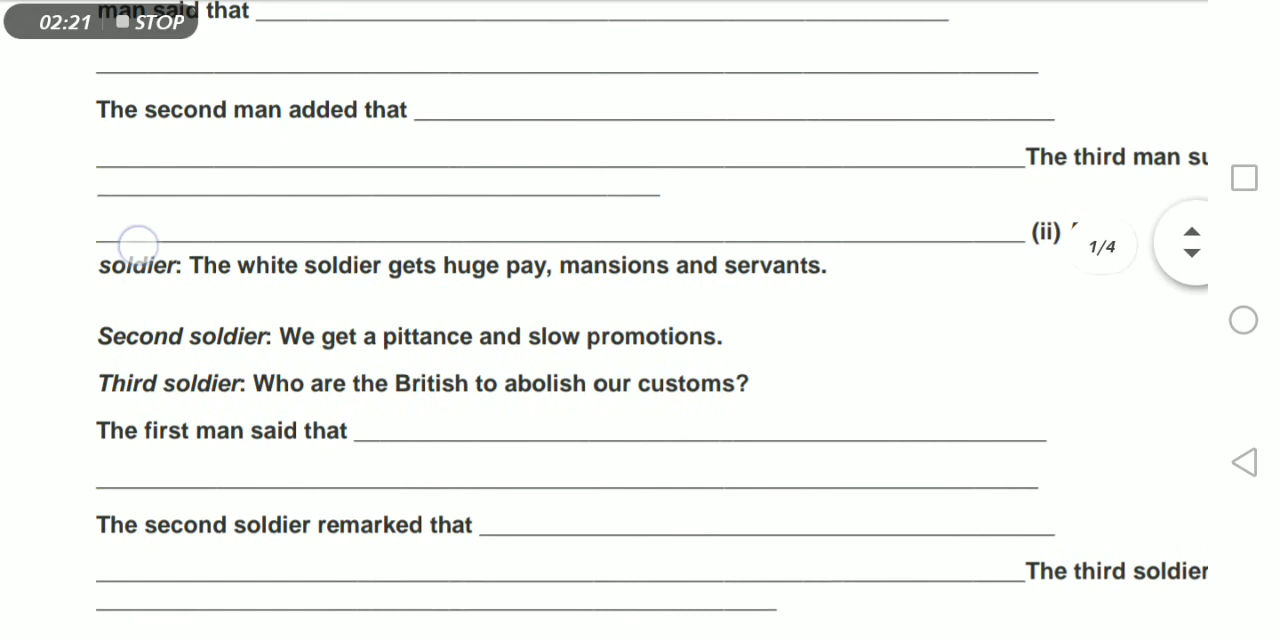 man said that
02:21 STOP
The second man added that
The third man su
(ii)
1/4
soldier: The white soldier gets huge pay, mansions and servants.
Second soldier: We get a pittance and slow promotions.
Third soldier: Who are the British to abolish our customs?
The first man said that
The second soldier remarked that
The third soldier